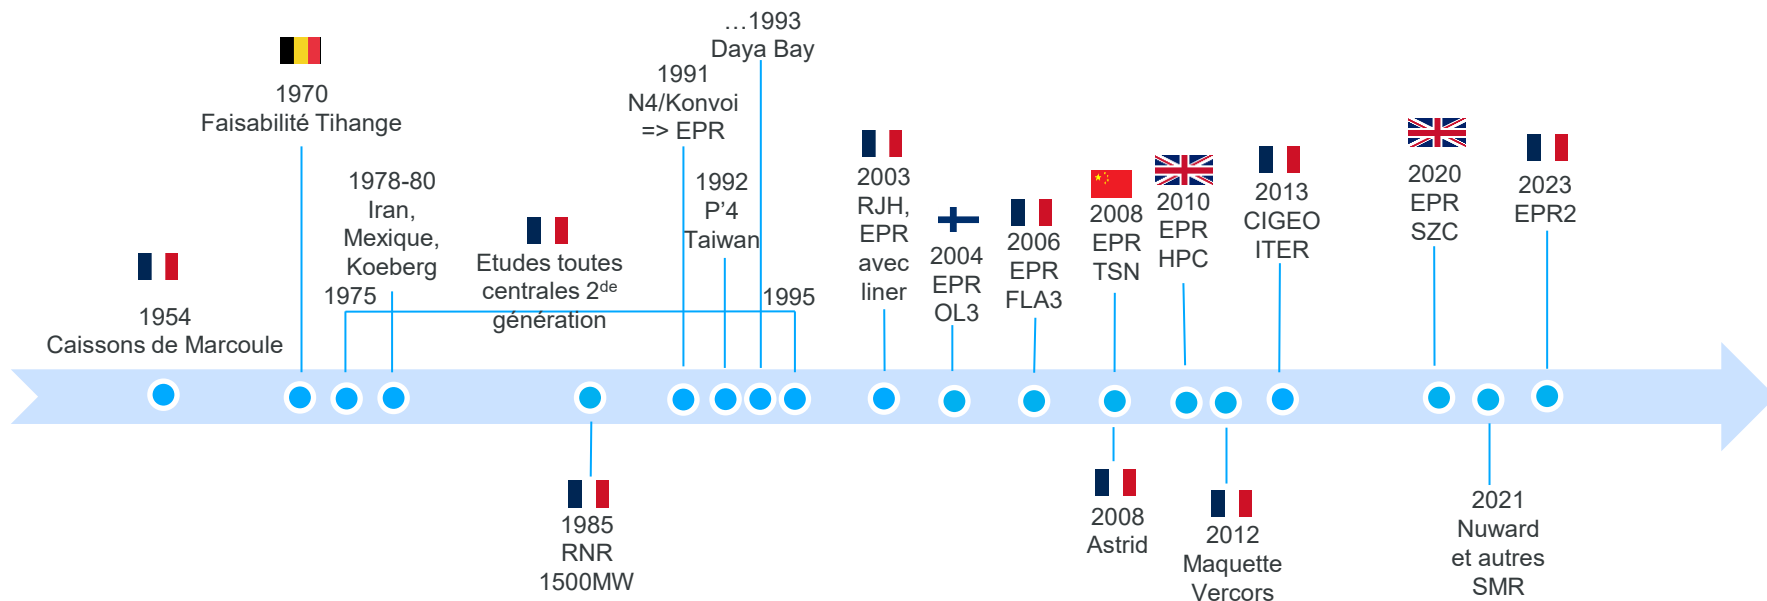 1954
Caissons de Marcoule
1970
Faisabilité Tihange
1975
1978-80
Iran,
Mexique,
Koeberg
Etudes toutes
centrales 2de
génération
1985
RNR
1500MW
1991
N4/Konvoi
=> EPR
1992
P’4
Taiwan
…1993
Daya Bay
1995
2003
RJH,
EPR
avec
liner
2004
EPR
OL3
2006
EPR
FLA3
2008
EPR
TSN
2008
Astrid
2010
EPR
HPC
2012
Maquette
Vercors
2013
CIGEO
ITER
2020
EPR
SZC
2021
Nuward
et autres
SMR
2023
EPR2